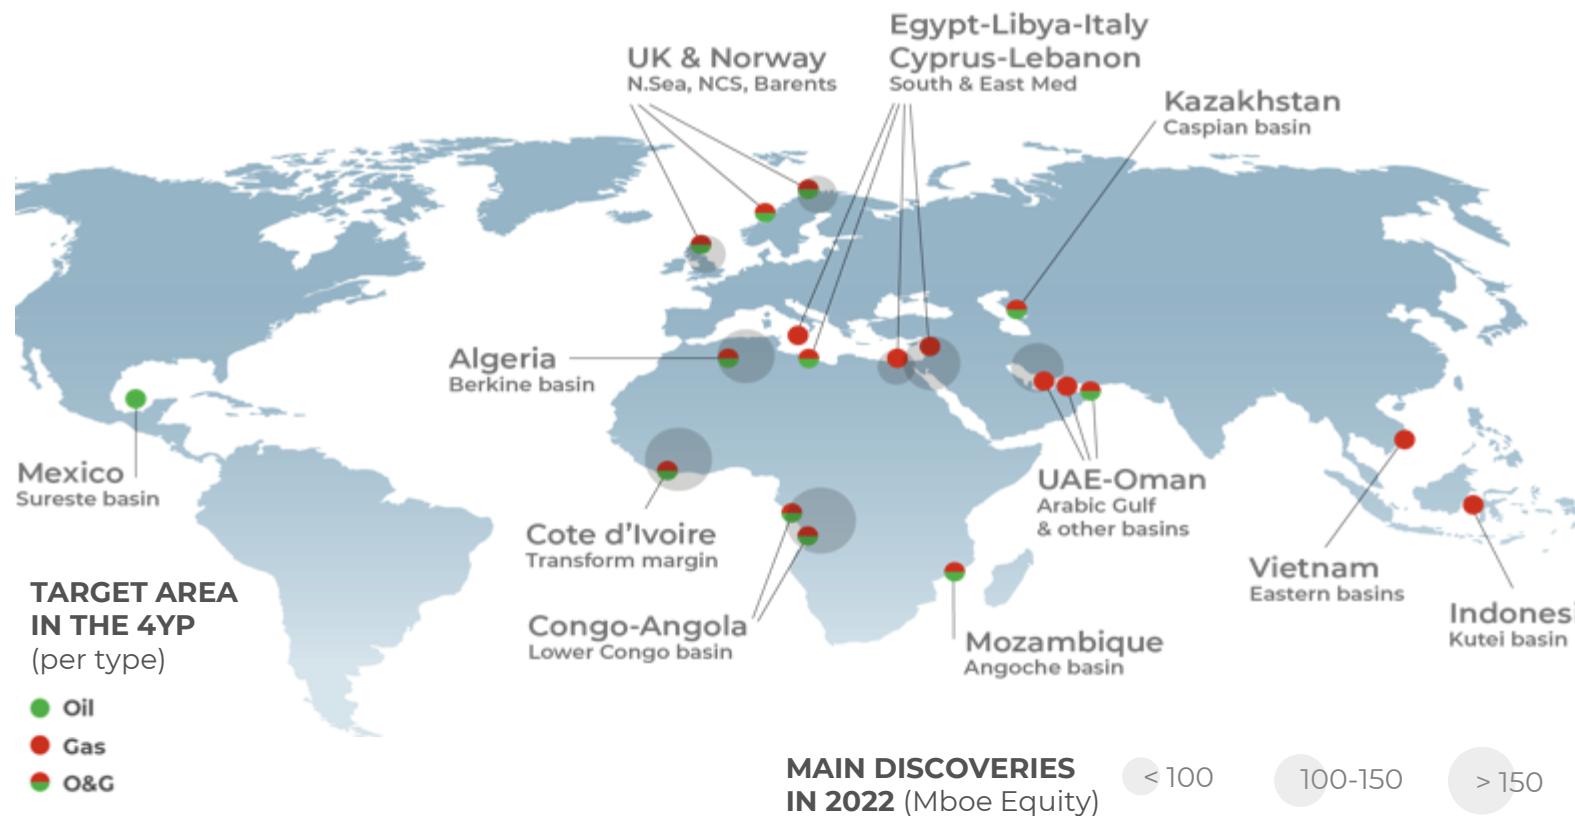 Egypt-Libya-Italy
Cyprus-Lebanon
South & East Med
UK & Norway
N.Sea, NCS, Barents
Kazakhstan
Caspian basin
Algeria
Berkine basin
Mexico
Sureste basin
UAE-Oman
Arabic Gulf
& other basins
Cote d'Ivoire
Transform margin
Vietnam
Eastern basins
Indonesi
Kutei basin
Congo-Angola
Lower Congo basin
Mozambique
Angoche basin
TARGET AREA
IN THE 4YP
(per type)
Oil
Gas
O&G
MAIN DISCOVERIES
IN 2022 (Mboe Equity)
< 100
100-150
> 150